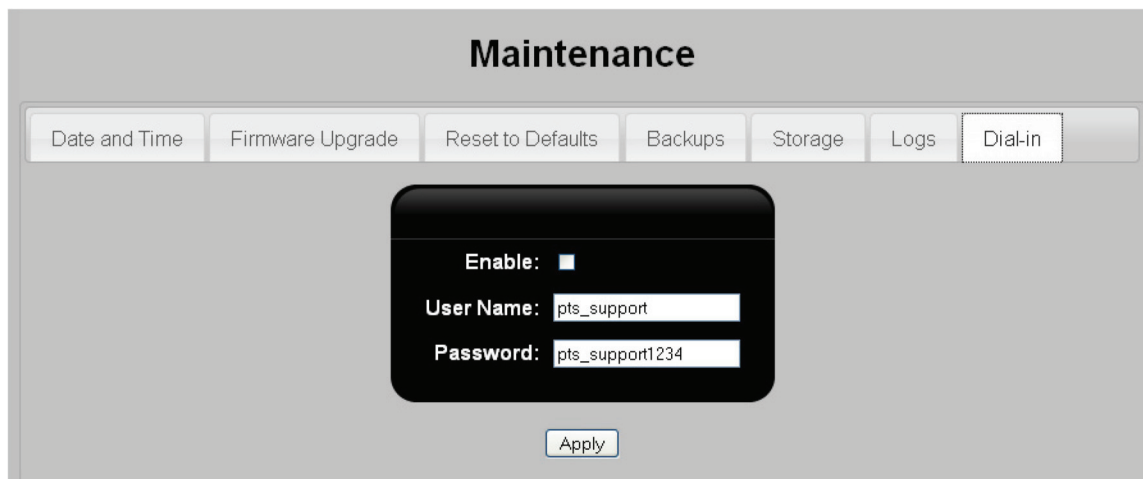 Maintenance
Date and Time Firmware Upgrade Reset to Defaults Backups Storage Logs Dial-in
Enable:
User Name: pts_support
Password: pts_support1234
Apply